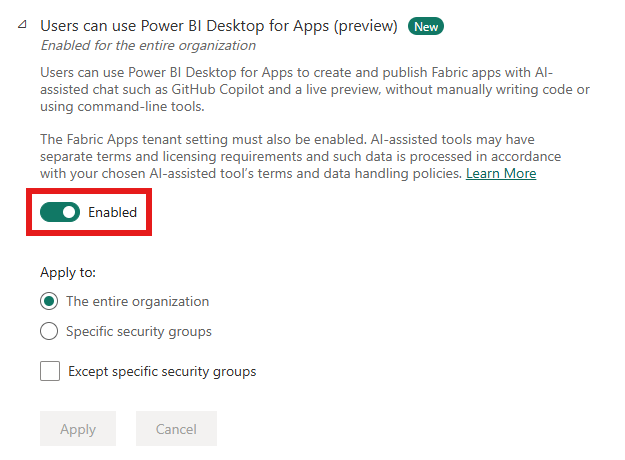 Users can use Power BI Desktop for Apps (preview) New
Enabled for the entire organization
Users can use Power BI Desktop for Apps to create and publish Fabric apps with AI-
assisted chat such as GitHub Copilot and a live preview, without manually writing code or
using command-line tools.
The Fabric Apps tenant setting must also be enabled. AI-assisted tools may have
separate terms and licensing requirements and such data is processed in accordance
with your chosen AI-assisted tool's terms and data handling policies. Learn More
Enabled
Apply to:
The entire organization
Specific security groups
Except specific security groups
Apply Cancel